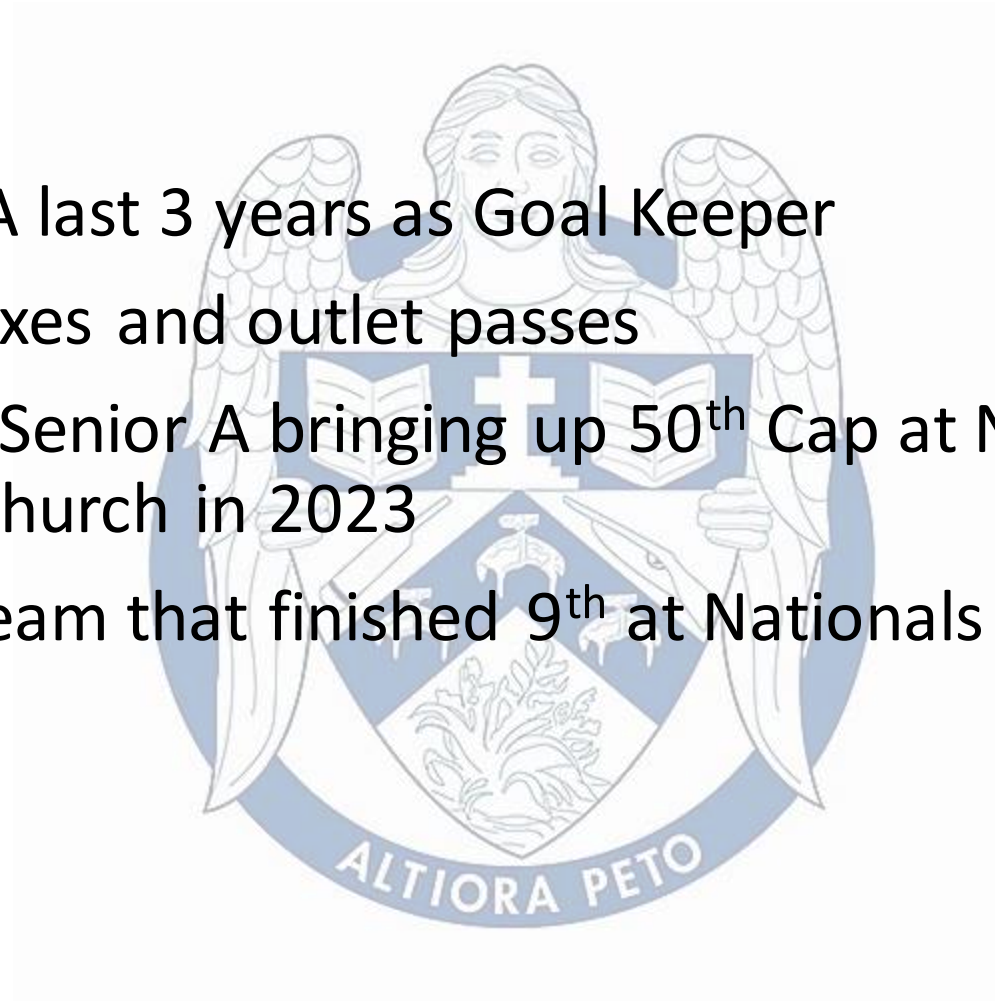 A last 3 years as Goal Keeper
xes and outlet passes
Senior A bringing up 50th Cap at N
hurch in 2023
eam that finished 9th at Nationals
ALTIORA PETO